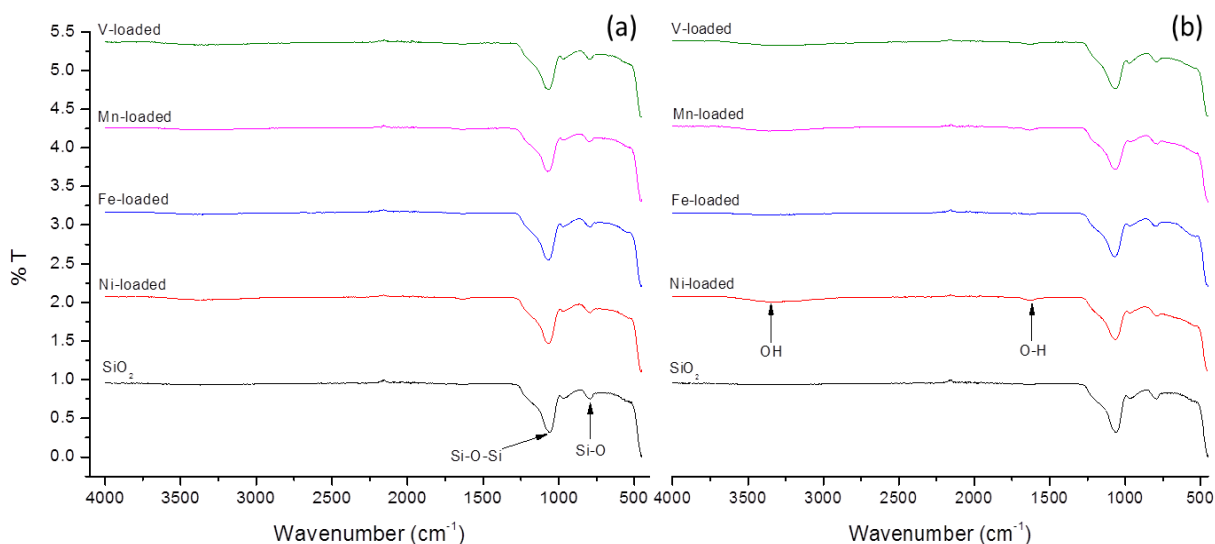 (a)
5.5
V-loaded
5.0
4.5
Mn-loaded
4.0
3.5
Fe-loaded
3.0
% T
2.5
Ni-loaded
2.0
1.5
SiO₂
1.0
0.5
Si-O-Si
Si-O
0.0
4000 3500 3000 2500 2000 1500 1000 500
Wavenumber (cm⁻¹)
(b)
V-loaded
Mn-loaded
Fe-loaded
Ni-loaded
OH
O-H
SiO₂
4000 3500 3000 2500 2000 1500 1000 500
Wavenumber (cm⁻¹)